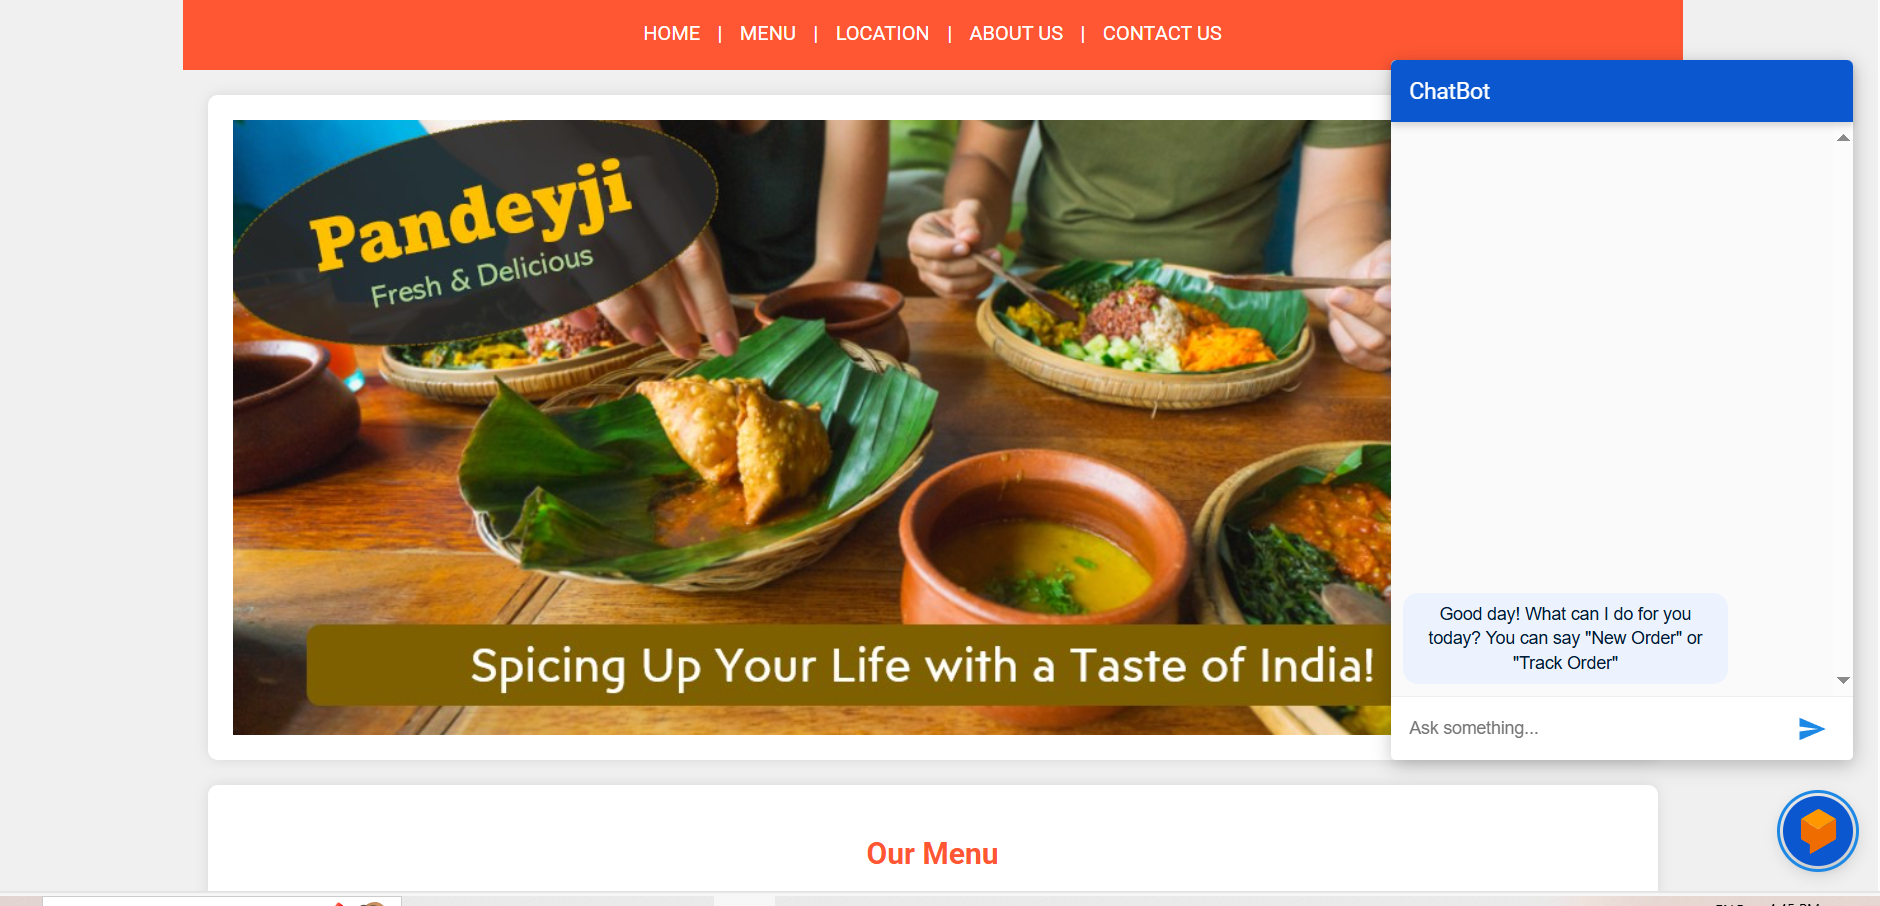 HOME | MENU | LOCATION | ABOUT US | CONTACT US
ChatBot
Pandeyji
Fresh & Delicious
Spicing Up Your Life with a Taste of India!
Good day! What can I do for you
today? You can say "New Order" or
"Track Order"
Ask something...
Our Menu